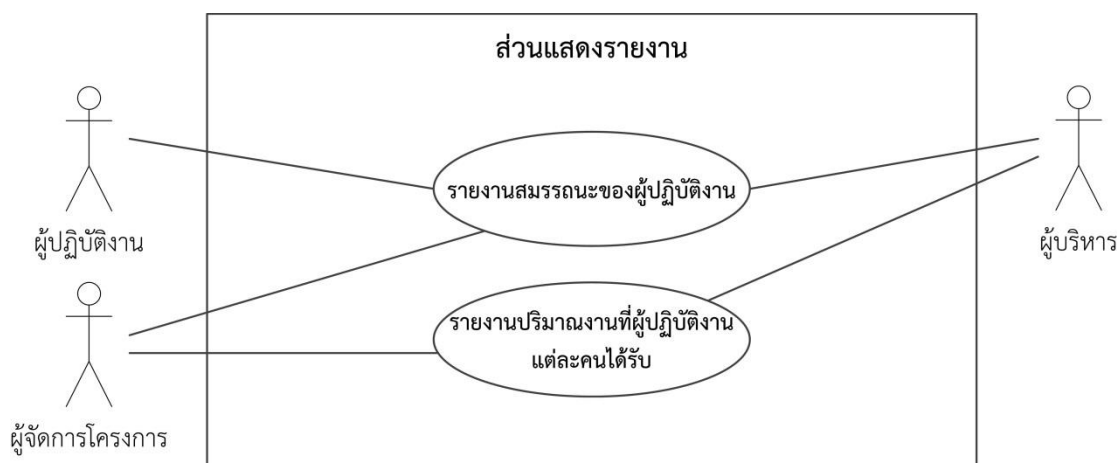 ส่วนแสดงรายงาน
รายงานสมรรถนะของผู้ปฏิบัติงาน
ผู้ปฏิบัติงาน
ผู้บริหาร
รายงานปริมาณงานที่ผู้ปฏิบัติงาน
แต่ละคนได้รับ
ผู้จัดการโครงการ